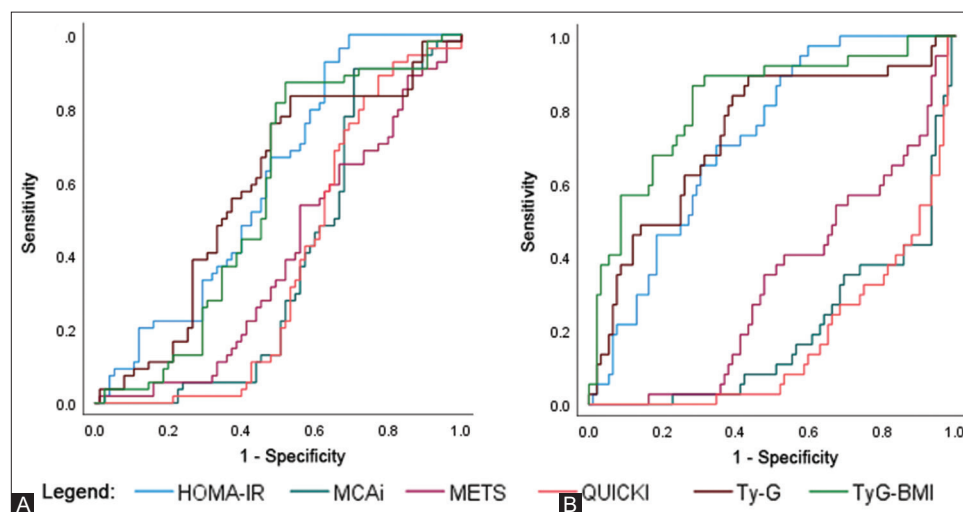 .0
0.8
0.6
0.4
0.2
0.0
Sensitivity
0.0 0.2 0.4 0.6 0.8 1.0
1 - Specificity
1.0
0.8
0.6
0.4
0.2
0.0
Sensitivity
0.0 0.2 0.4 0.6 0.8 1.0
1 - Specificity
A
Legend: HOMA-IR MCAi METS QUICKI Ty-G TyG-BMI
B